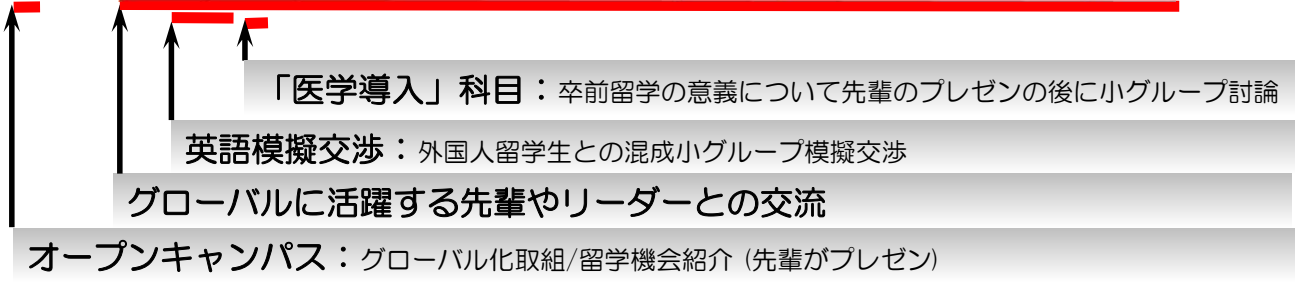 「医学導入」科目：卒前留学の意義について先輩のプレゼンの後に小グループ討論
英語模擬交渉：外国人留学生との混成小グループ模擬交渉
グローバルに活躍する先輩やリーダーとの交流
オープンキャンパス：グローバル化取組/留学機会紹介 (先輩がプレゼン)